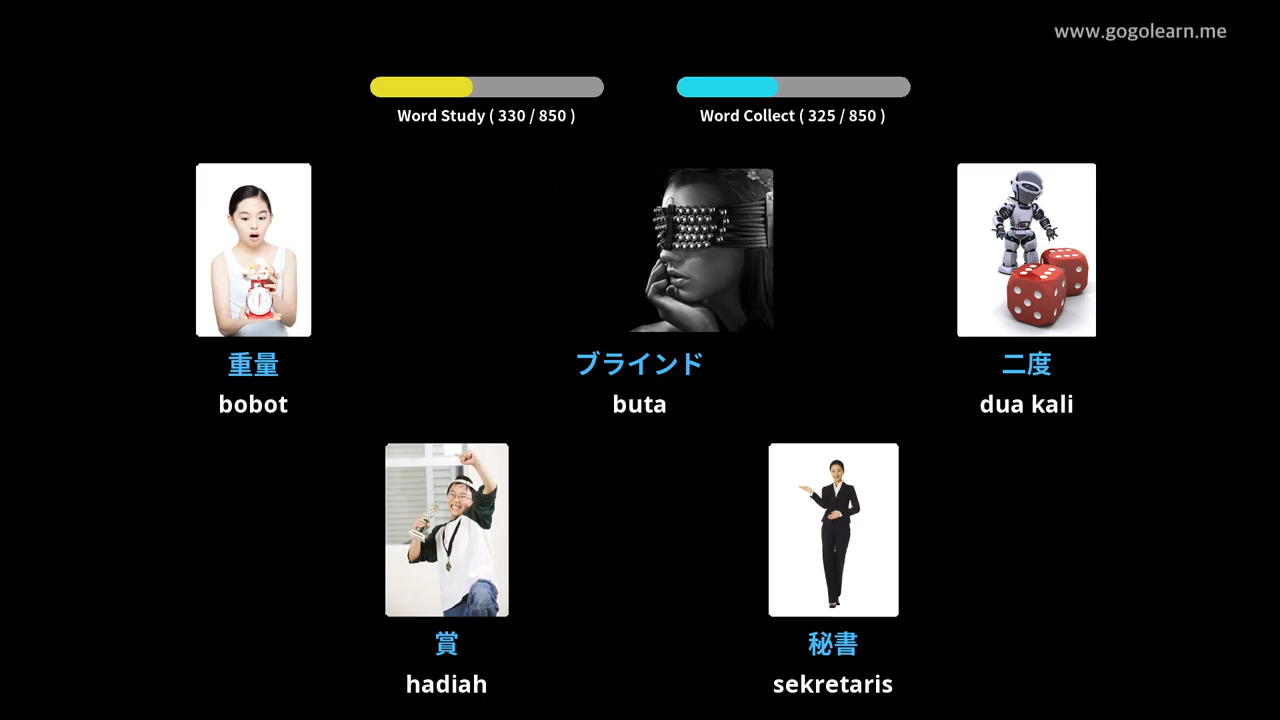 www.gogolearn.me
Word Study ( 330 / 850 )
Word Collect ( 325 / 850 )
重量
ブラインド
二度
bobot
buta
dua kali
賞
秘書
hadiah
sekretaris